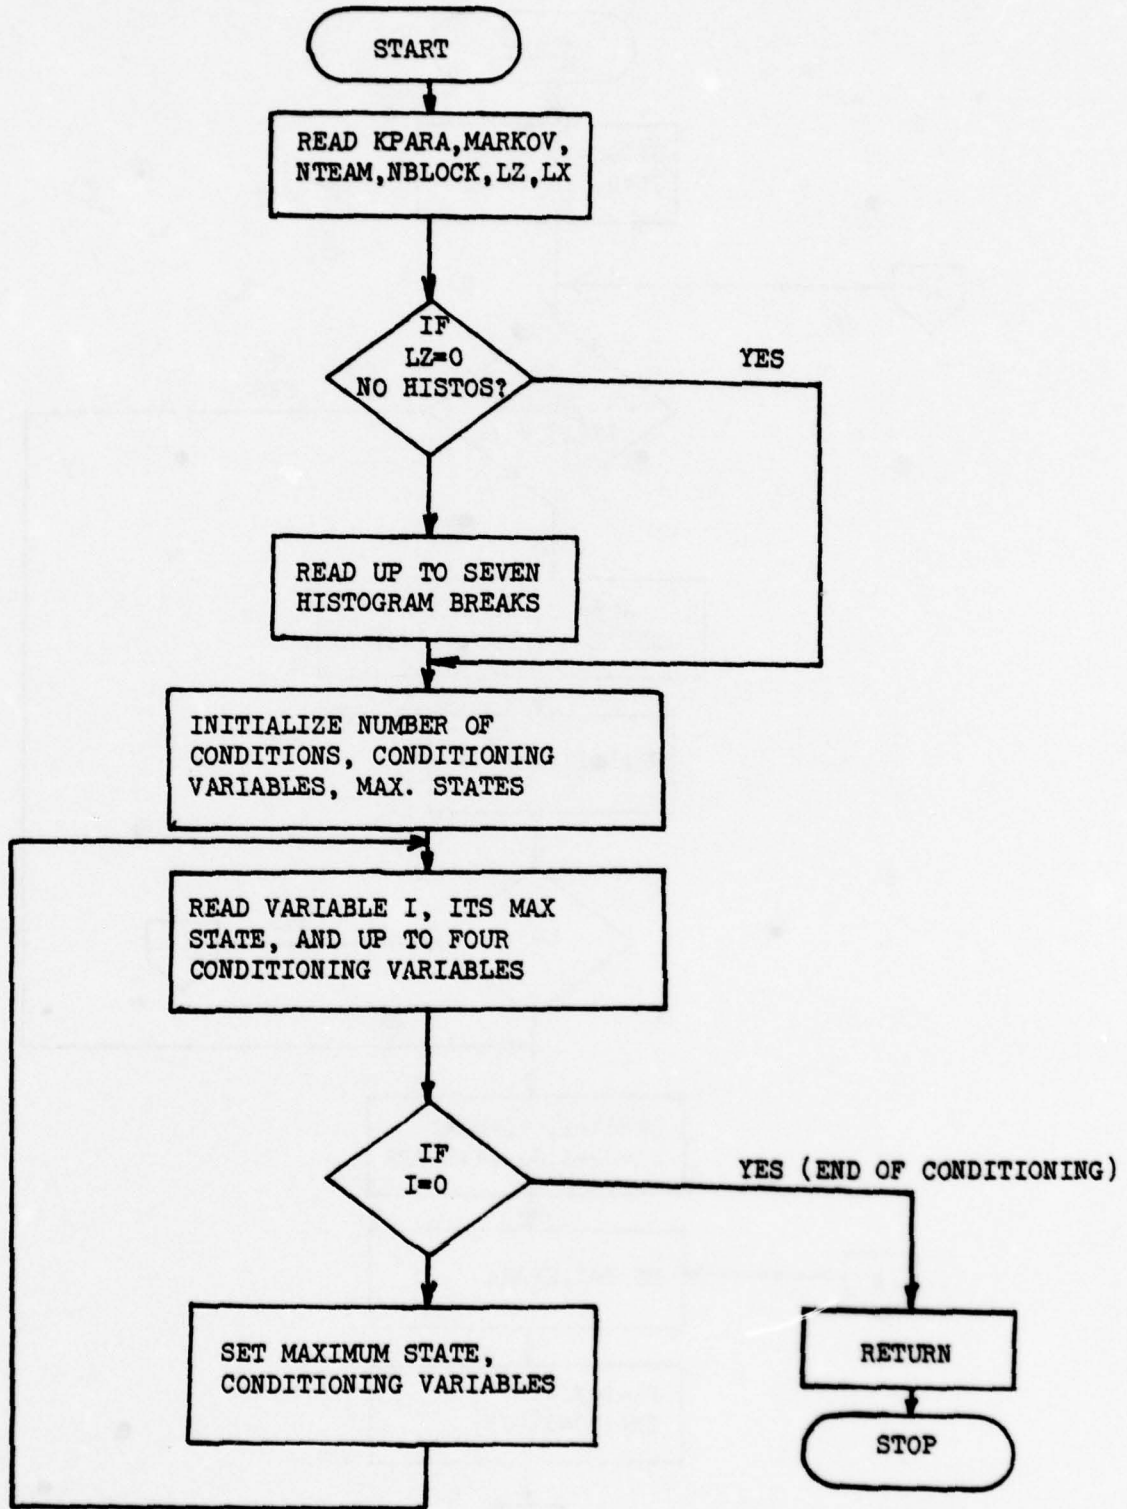 START
READ KPARA,MARKOV,
NTEAM,NBLOCK,LZ,LX
IF
LZ=0
NO HISTOS?
YES
READ UP TO SEVEN
HISTOGRAM BREAKS
INITIALIZE NUMBER OF
CONDITIONS, CONDITIONING
VARIABLES, MAX. STATES
READ VARIABLE I, ITS MAX
STATE, AND UP TO FOUR
CONDITIONING VARIABLES
IF
I=0
YES (END OF CONDITIONING)
SET MAXIMUM STATE,
CONDITIONING VARIABLES
RETURN
STOP